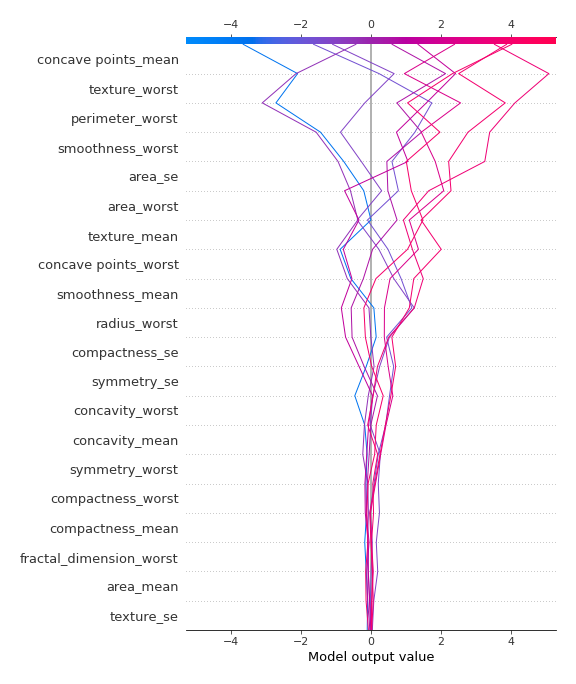 −4 −2 0 2 4
concave points_mean
texture_worst
perimeter_worst
smoothness_worst
area_se
area_worst
texture_mean
concave points_worst
smoothness_mean
radius_worst
compactness_se
symmetry_se
concavity_worst
concavity_mean
symmetry_worst
compactness_worst
compactness_mean
fractal_dimension_worst
area_mean
texture_se
−4 −2 0 2 4
Model output value